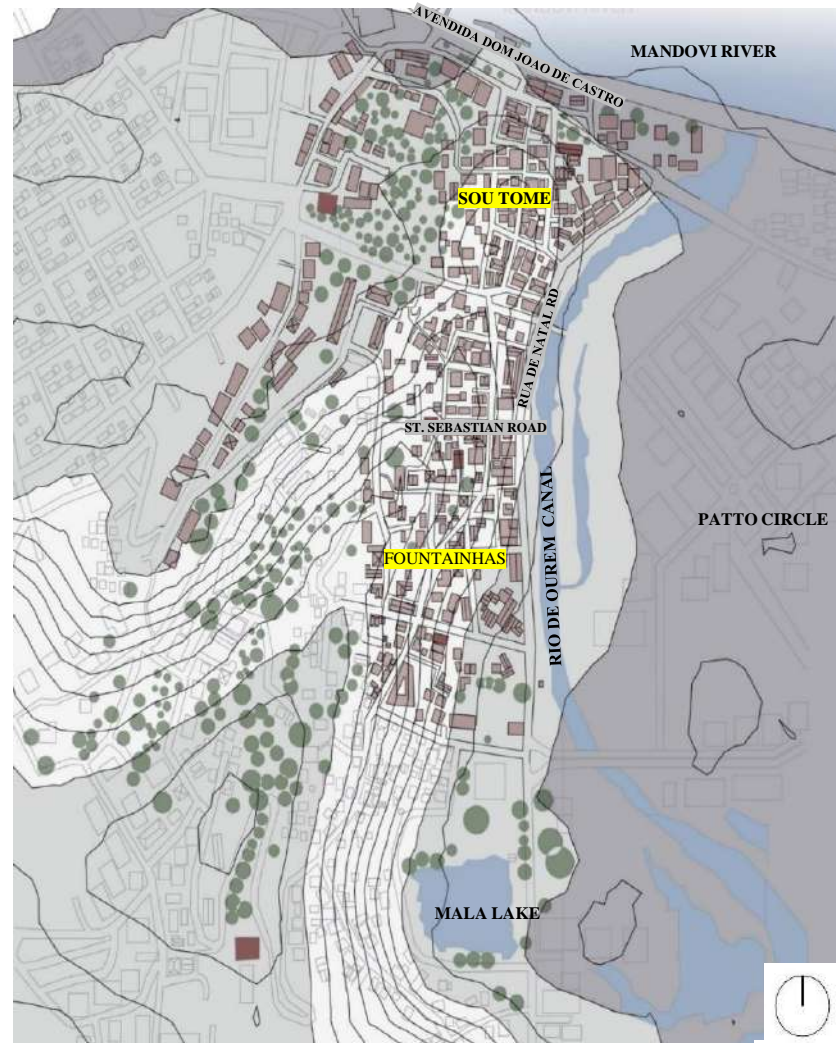 AVENDIDA DOM JOAO DE CASTRO
MANDOVI RIVER
SOU TOME
RUA DE NATAL RD
ST. SEBASTIAN ROAD
RIO DE OUREM CANAL
PATTO CIRCLE
FOUNTAINHAS
MALA LAKE